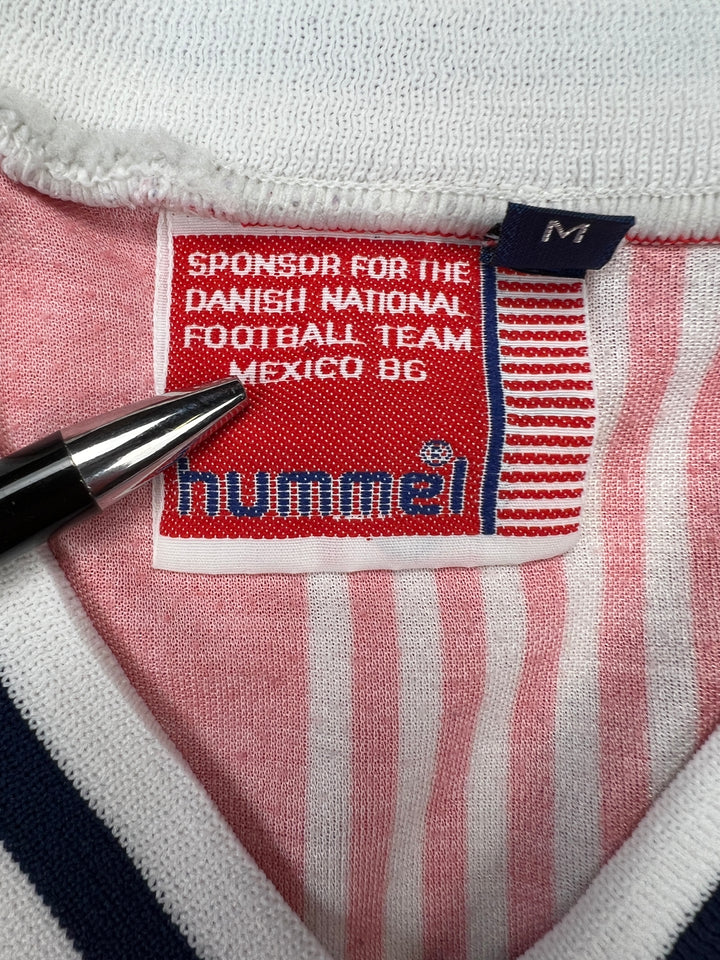 M
SPONSOR FOR THE
DANISH NATIONAL
FOOTBALL TEAM
MEXICO 86
hummel